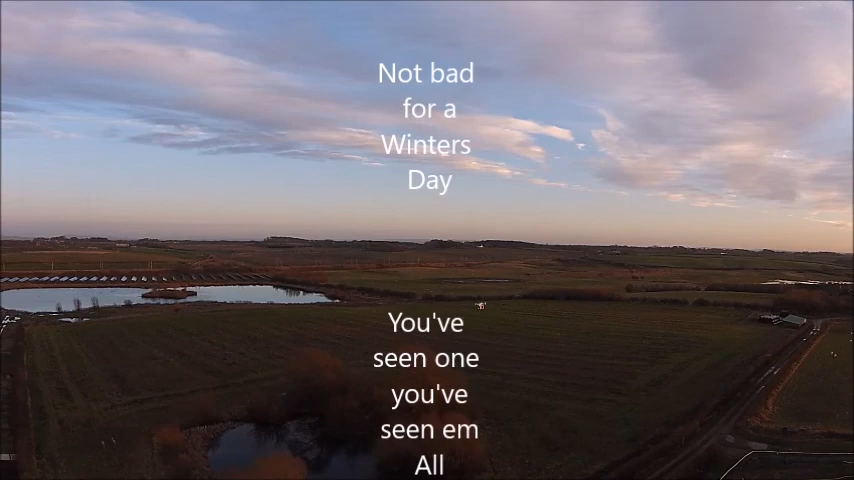 Not bad
for a
Winters
Day
You've
seen one
you've
seen em
All